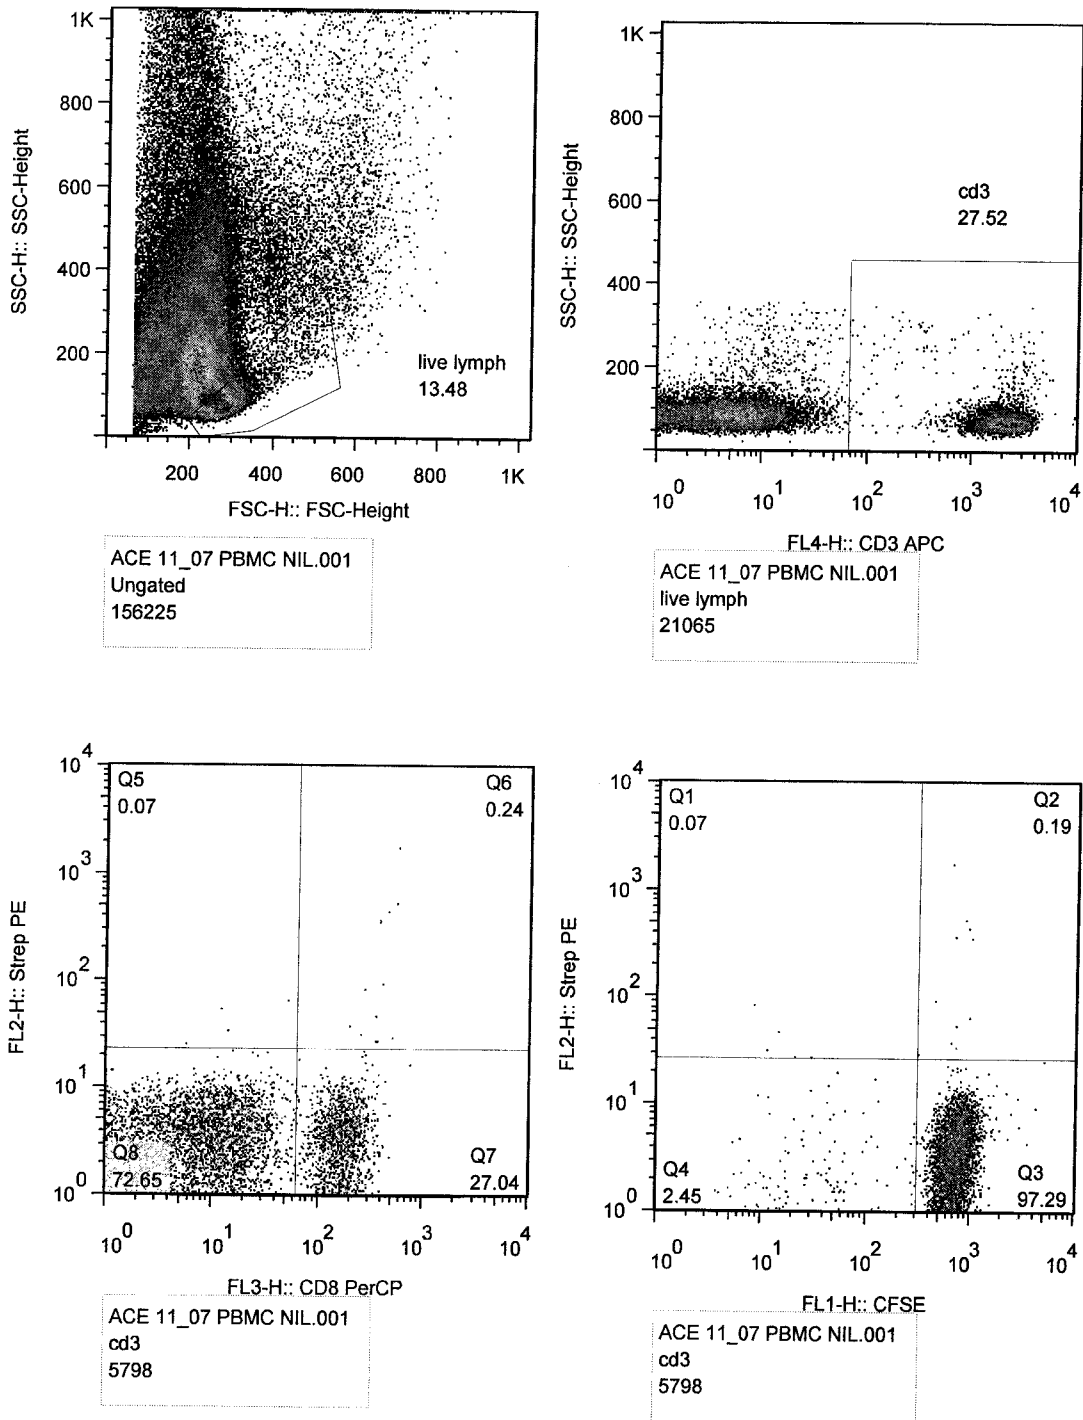 1K
800
600
400
200
SSC-H:: SSC-Height
live lymph
13.48
200 400 600 800 1K
FSC-H:: FSC-Height
ACE 11_07 PBMC NIL.001
Ungated
156225
1K
800
600
400
200
SSC-H:: SSC-Height
cd3
27.52
10^0 10^1 10^2 10^3 10^4
FL4-H:: CD3 APC
ACE 11_07 PBMC NIL.001
live lymph
21065
10^4
10^3
10^2
10^1
10^0
FL2-H:: Strep PE
Q5
0.07
Q6
0.24
Q8
72.65
Q7
27.04
10^0 10^1 10^2 10^3 10^4
FL3-H:: CD8 PerCP
ACE 11_07 PBMC NIL.001
cd3
5798
10^4
10^3
10^2
10^1
10^0
FL2-H:: Strep PE
Q1
0.07
Q2
0.19
Q4
2.45
Q3
97.29
10^0 10^1 10^2 10^3 10^4
FL1-H:: CFSE
ACE 11_07 PBMC NIL.001
cd3
5798